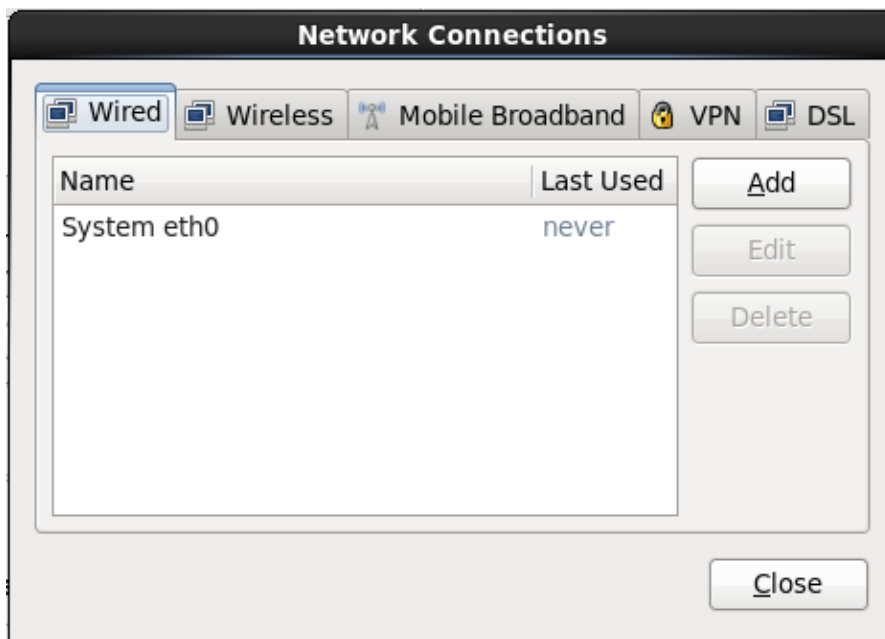 Network Connections
Wired Wireless Mobile Broadband VPN DSL
Name Last Used Add
System eth0 never
Edit
Delete
Close